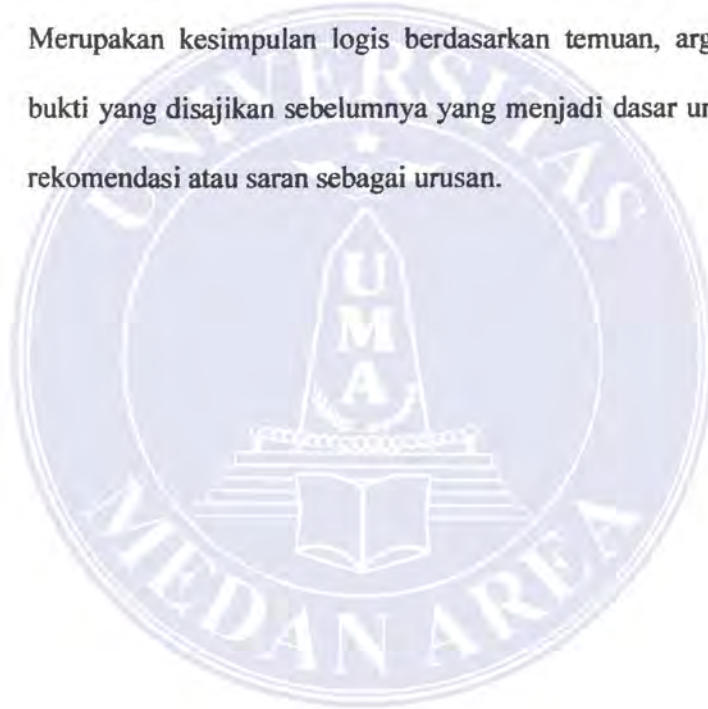 Merupakan kesimpulan logis berdasarkan temuan, arg
bukti yang disajikan sebelumnya yang menjadi dasar un
rekomendasi atau saran sebagai urusan.
UNIVERSITAS
UMA
MEDAN AREA